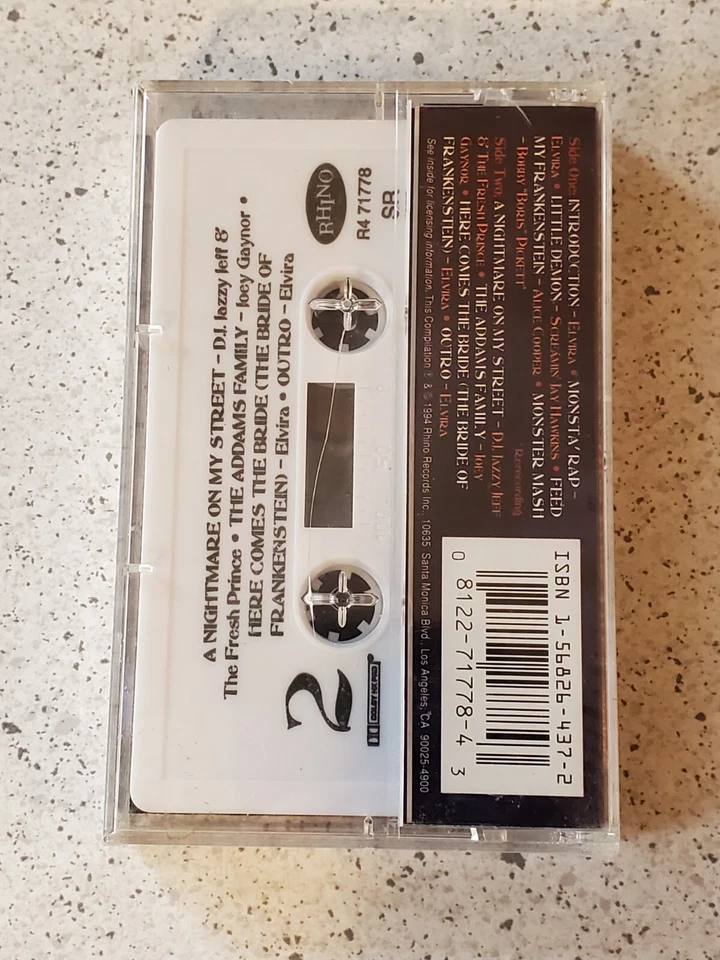 RHINO
R4 71778
SR
A NIGHTMARE ON MY STREET – D.J. Jazzy Jeff &
The Fresh Prince • THE ADDAMS FAMILY – Joey Gaynor •
HERE COMES THE BRIDE (THE BRIDE OF
FRANKENSTEIN) – Elvira • OUTRO – Elvira
2
DOLBY HX PRO
Side One: INTRODUCTION – ELVIRA • MONSTA' RAP –
ELVIRA • LITTLE DEMON – SCREAMIN' JAY HAWKINS • FEED
MY FRANKENSTEIN – ALICE COOPER • MONSTER MASH
– BOBBY "BORIS" PICKETT*
*Rerecording
Side Two: A NIGHTMARE ON MY STREET – D.J. JAZZY JEFF
& THE FRESH PRINCE • THE ADDAMS FAMILY – JOEY
GAYNOR • HERE COMES THE BRIDE (THE BRIDE OF
FRANKENSTEIN) – ELVIRA • OUTRO – ELVIRA
See inside for licensing information. This Compilation ℗ & © 1994 Rhino Records Inc., 10635 Santa Monica Blvd., Los Angeles, CA 90025-4900
ISBN 1-56826-437-2
0 8122-71778-4 3